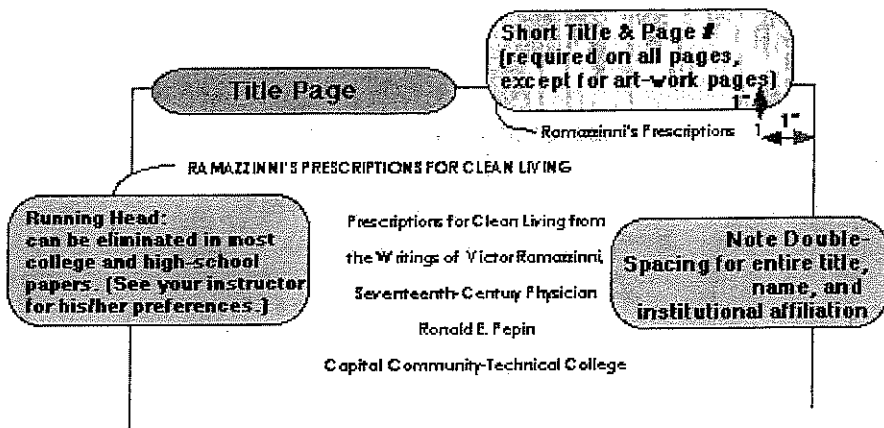 Short Title & Page #
(required on all pages,
except for art-work pages)
Title Page
1"
1"
Ramazzinni's Prescriptions 1
RAMAZZINNI'S PRESCRIPTIONS FOR CLEAN LIVING
Running Head:
can be eliminated in most
college and high-school
papers. (See your instructor
for his/her preferences.)
Prescriptions for Clean Living from
the Writings of Victor Ramazzinni,
Seventeenth-Century Physician
Ronald E. Pepin
Capital Community-Technical College
Note Double-
Spacing for entire title,
name, and
institutional affiliation